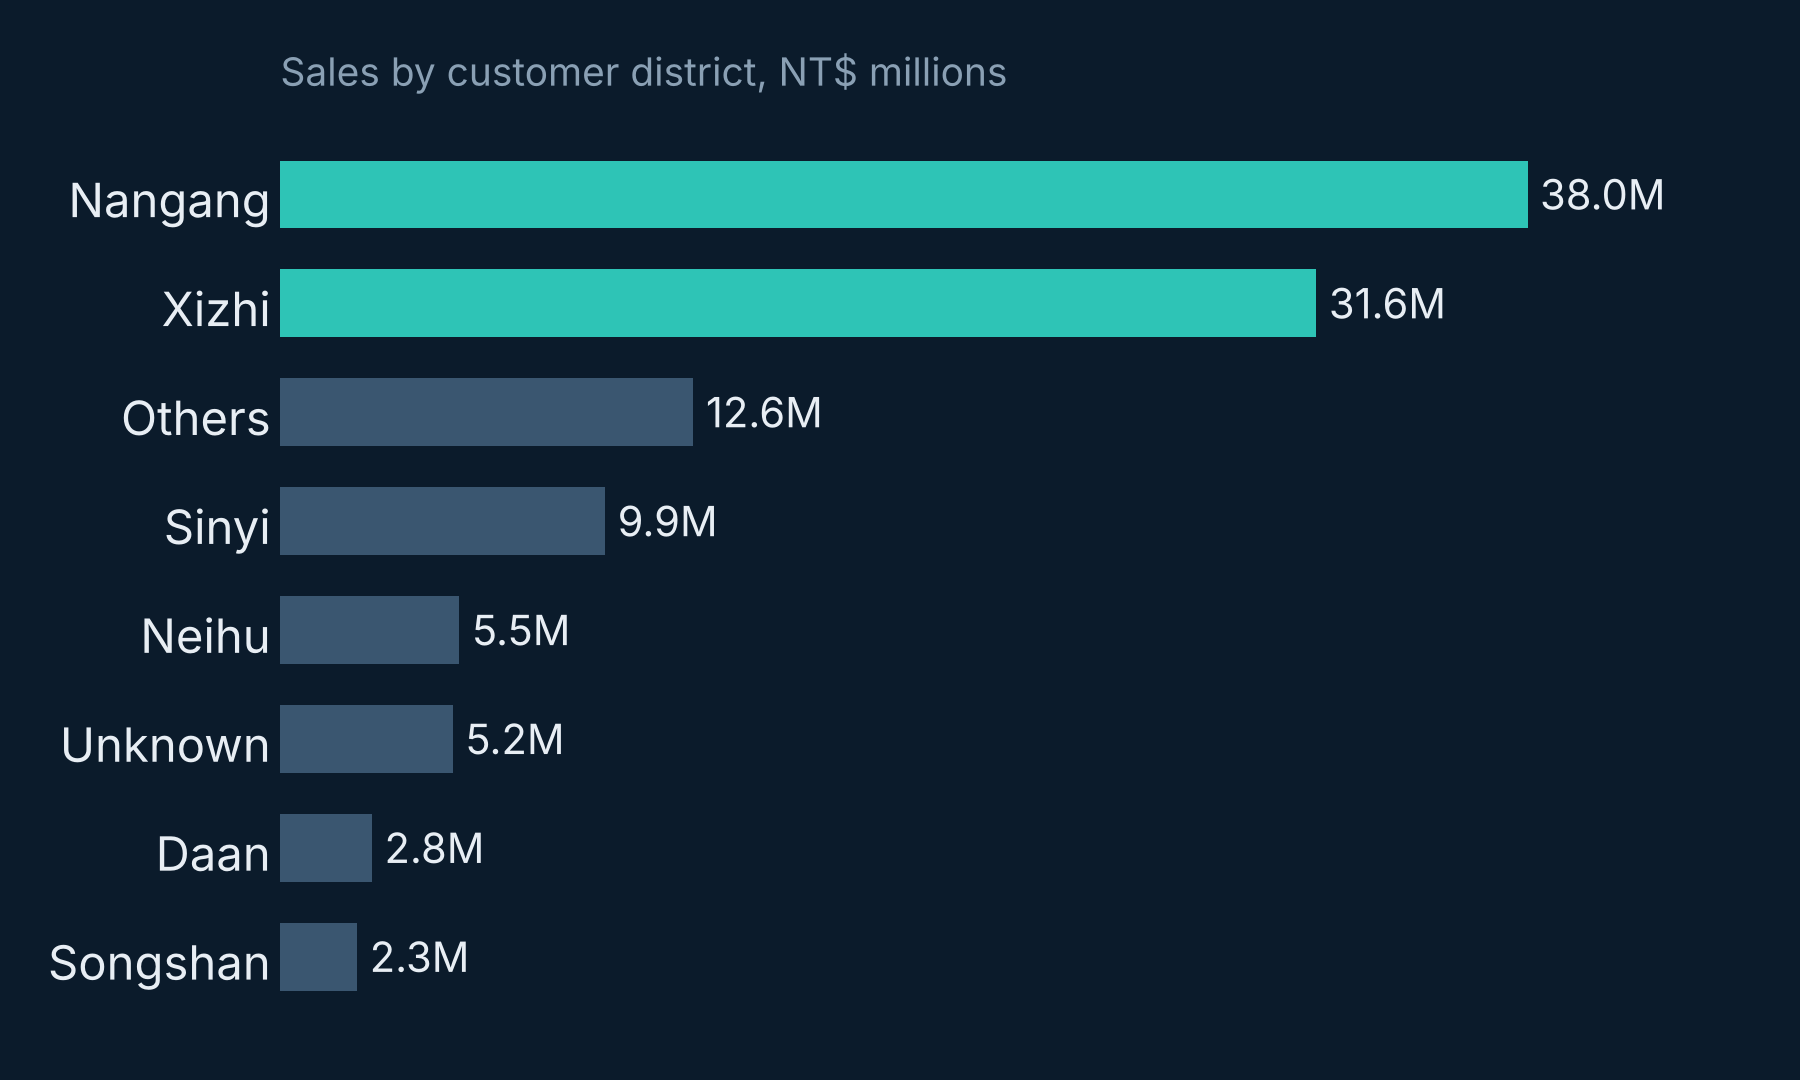 Sales by customer district, NT$ millions
Nangang 38.0M
Xizhi 31.6M
Others 12.6M
Sinyi 9.9M
Neihu 5.5M
Unknown 5.2M
Daan 2.8M
Songshan 2.3M